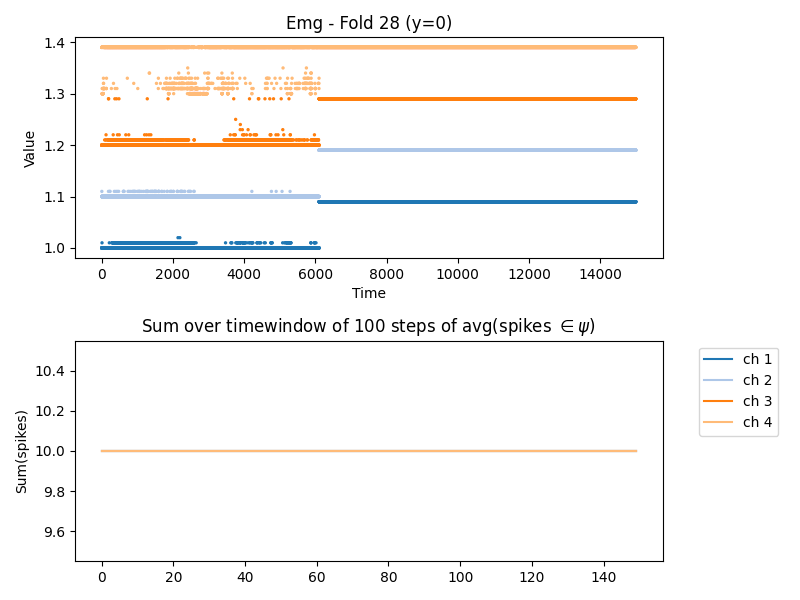 Emg - Fold 28 (y=0)
Value
1.4
1.3
1.2
1.1
1.0
0 2000 4000 6000 8000 10000 12000 14000
Time
Sum over timewindow of 100 steps of avg(spikes ∈ ψ)
Sum(spikes)
10.4
10.2
10.0
9.8
9.6
0 20 40 60 80 100 120 140
ch 1
ch 2
ch 3
ch 4